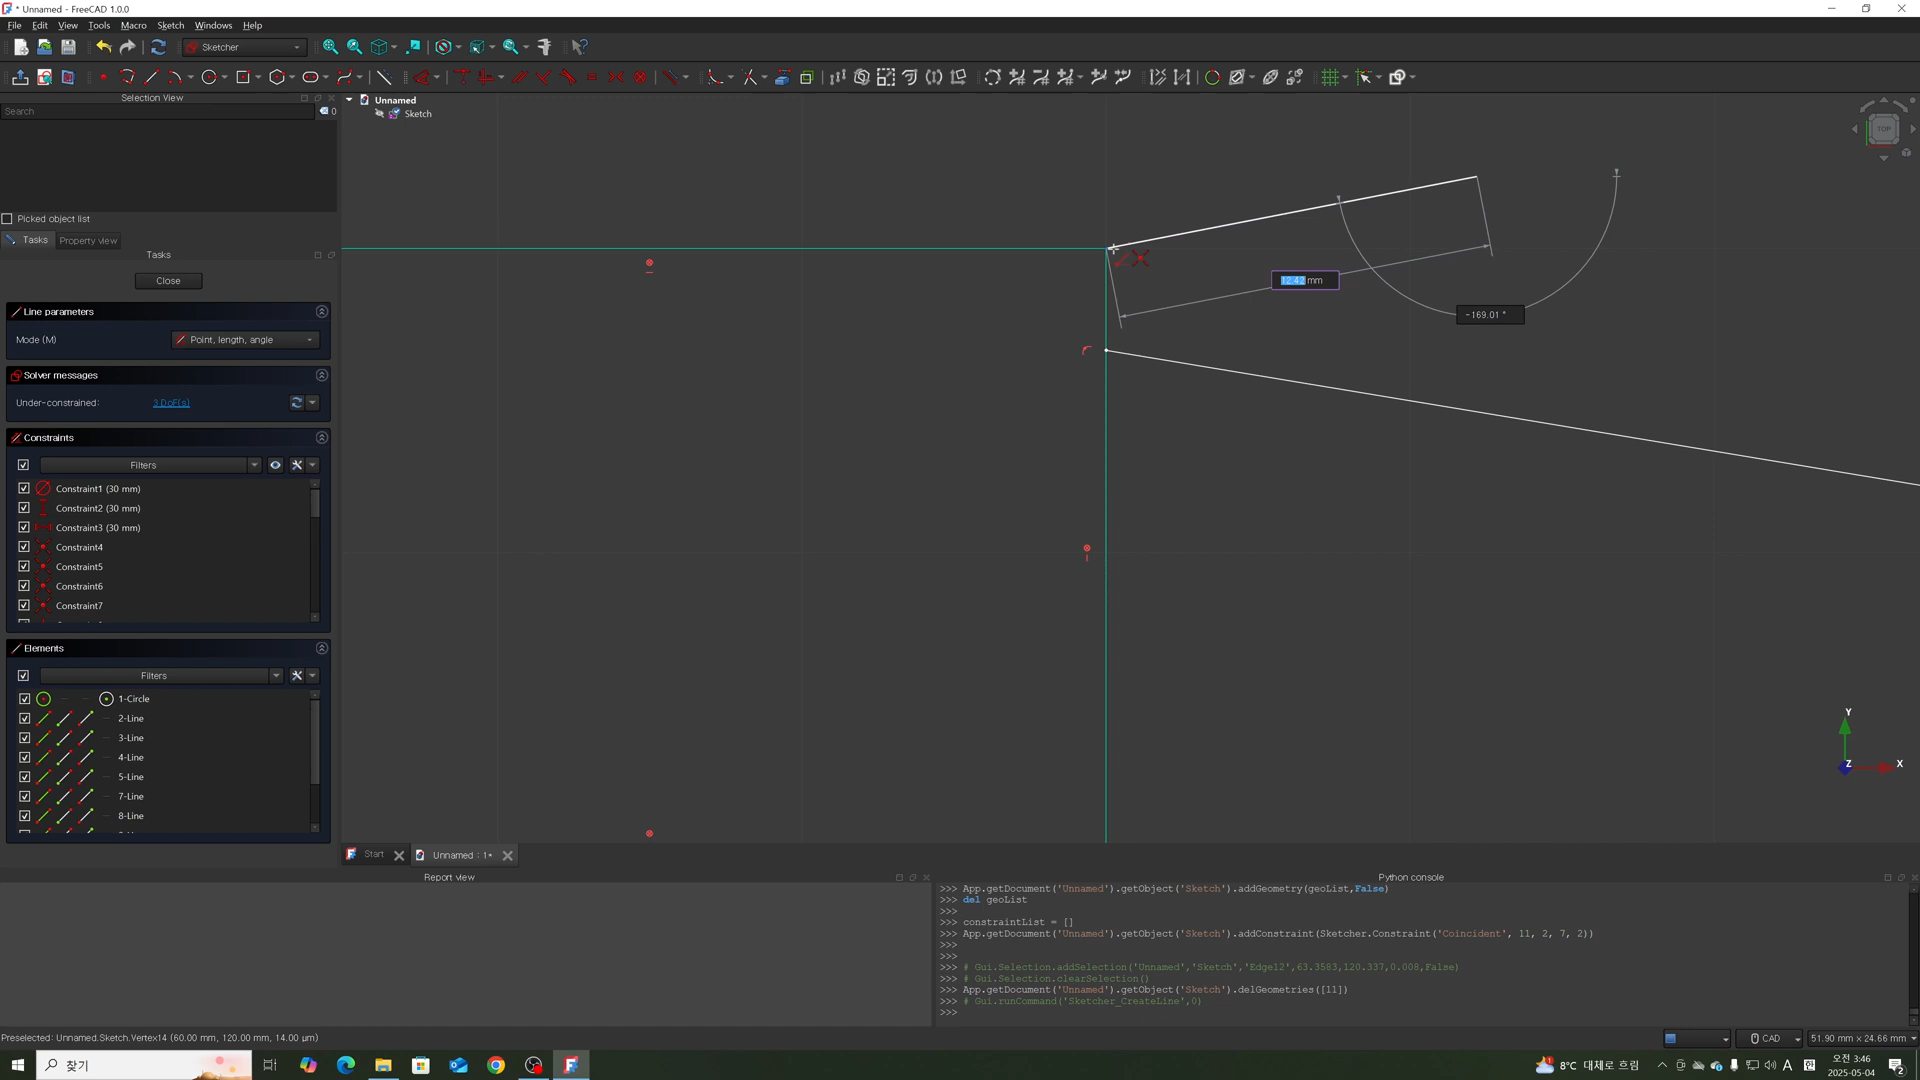 * Unnamed - FreeCAD 1.0.0
File Edit View Tools Macro Sketch Windows Help
Sketcher
Selection View
Search
0
Picked object list
Tasks Property view
Tasks
Close
Line parameters
Mode (M) Point, length, angle
Solver messages
Under-constrained: 3 DoF(s)
Constraints
Filters
Constraint1 (30 mm)
Constraint2 (30 mm)
Constraint3 (30 mm)
Constraint4
Constraint5
Constraint6
Constraint7
Elements
Filters
1-Circle
2-Line
3-Line
4-Line
5-Line
7-Line
8-Line
Unnamed
Sketch
TOP
12.42 mm
-169.01 °
Y
Z
X
Start Unnamed : 1*
Report view
Python console
>>> App.getDocument('Unnamed').getObject('Sketch').addGeometry(geoList,False)
>>> del geoList
>>>
>>> constraintList = []
>>> App.getDocument('Unnamed').getObject('Sketch').addConstraint(Sketcher.Constraint('Coincident', 11, 2, 7, 2))
>>>
>>>
>>> # Gui.Selection.addSelection('Unnamed','Sketch','Edge12',63.3583,120.337,0.008,False)
>>> # Gui.Selection.clearSelection()
>>> App.getDocument('Unnamed').getObject('Sketch').delGeometries([11])
>>> # Gui.runCommand('Sketcher_CreateLine',0)
>>>
Preselected: Unnamed.Sketch.Vertex14 (60.00 mm, 120.00 mm, 14.00 µm)
CAD
51.90 mm × 24.66 mm
찾기
8°C 대체로 흐림
A
오전 3:46
2025-05-04
2